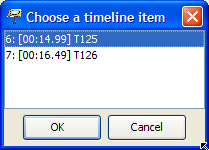 Choose a timeline item
6: [00:14.99] T125
7: [00:16.49] T126
OK
Cancel